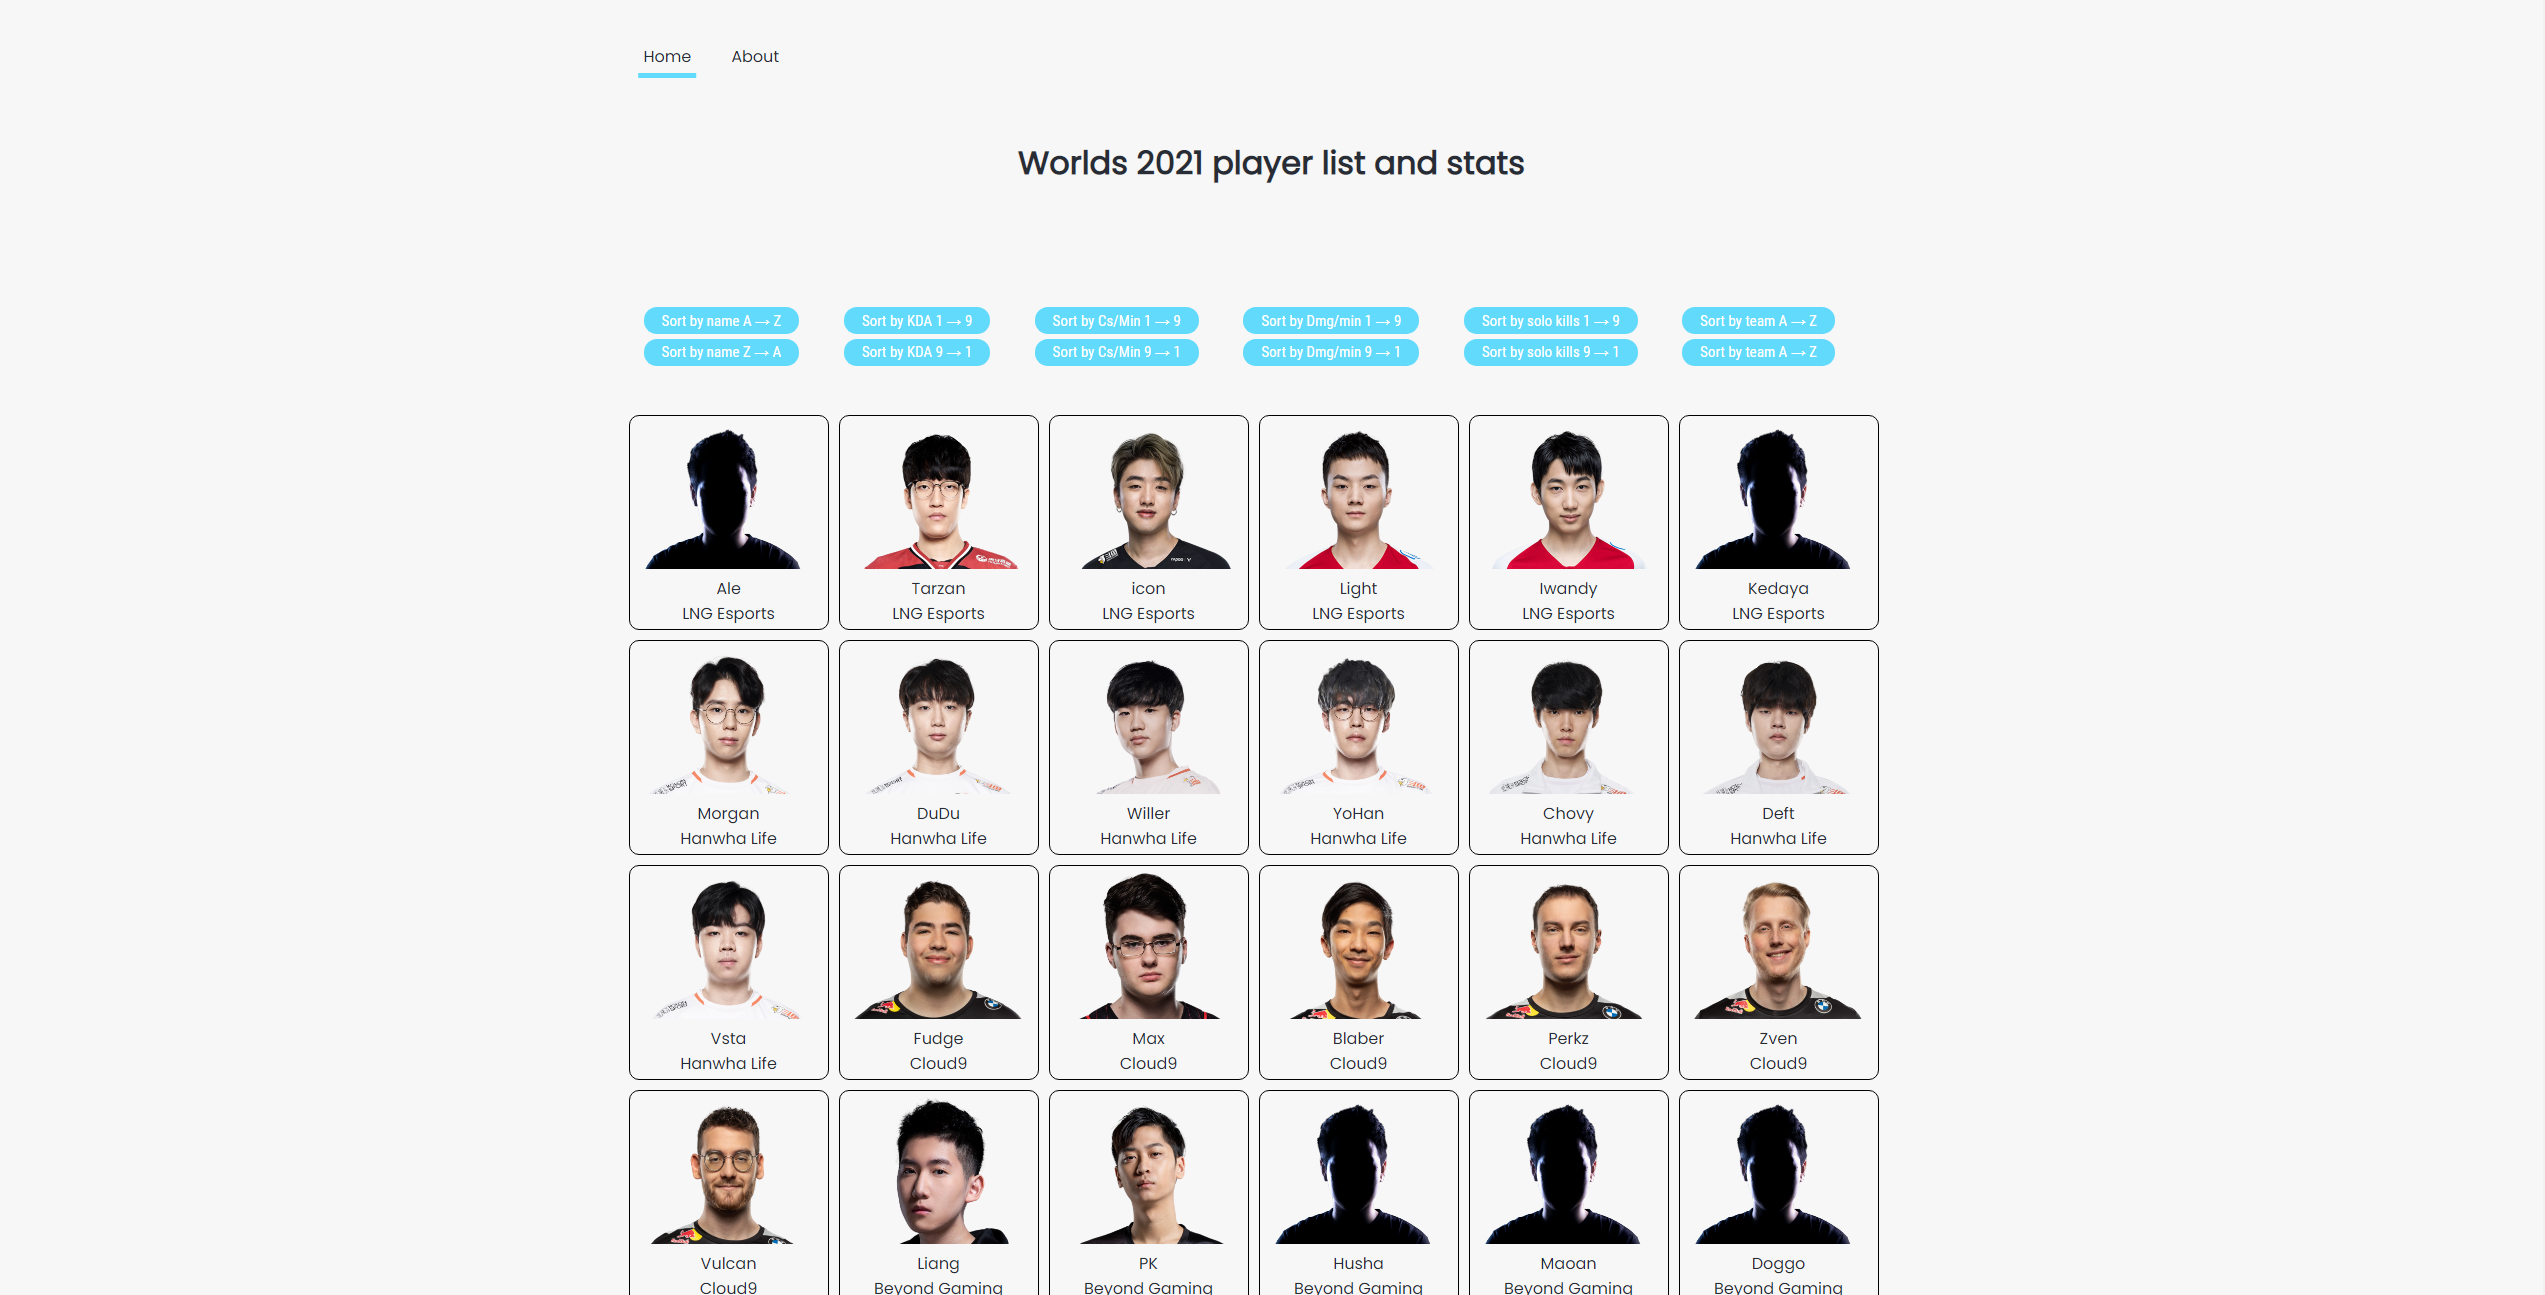 Home About
Worlds 2021 player list and stats
Sort by name A → Z Sort by KDA 1 → 9 Sort by Cs/Min 1 → 9 Sort by Dmg/min 1 → 9 Sort by solo kills 1 → 9 Sort by team A → Z
Sort by name Z → A Sort by KDA 9 → 1 Sort by Cs/Min 9 → 1 Sort by Dmg/min 9 → 1 Sort by solo kills 9 → 1 Sort by team A → Z
Ale Tarzan icon Light Iwandy Kedaya
LNG Esports LNG Esports LNG Esports LNG Esports LNG Esports LNG Esports
Morgan DuDu Willer YoHan Chovy Deft
Hanwha Life Hanwha Life Hanwha Life Hanwha Life Hanwha Life Hanwha Life
Vsta Fudge Max Blaber Perkz Zven
Hanwha Life Cloud9 Cloud9 Cloud9 Cloud9 Cloud9
Vulcan Liang PK Husha Maoan Doggo
Cloud9 Beyond Gaming Beyond Gaming Beyond Gaming Beyond Gaming Beyond Gaming